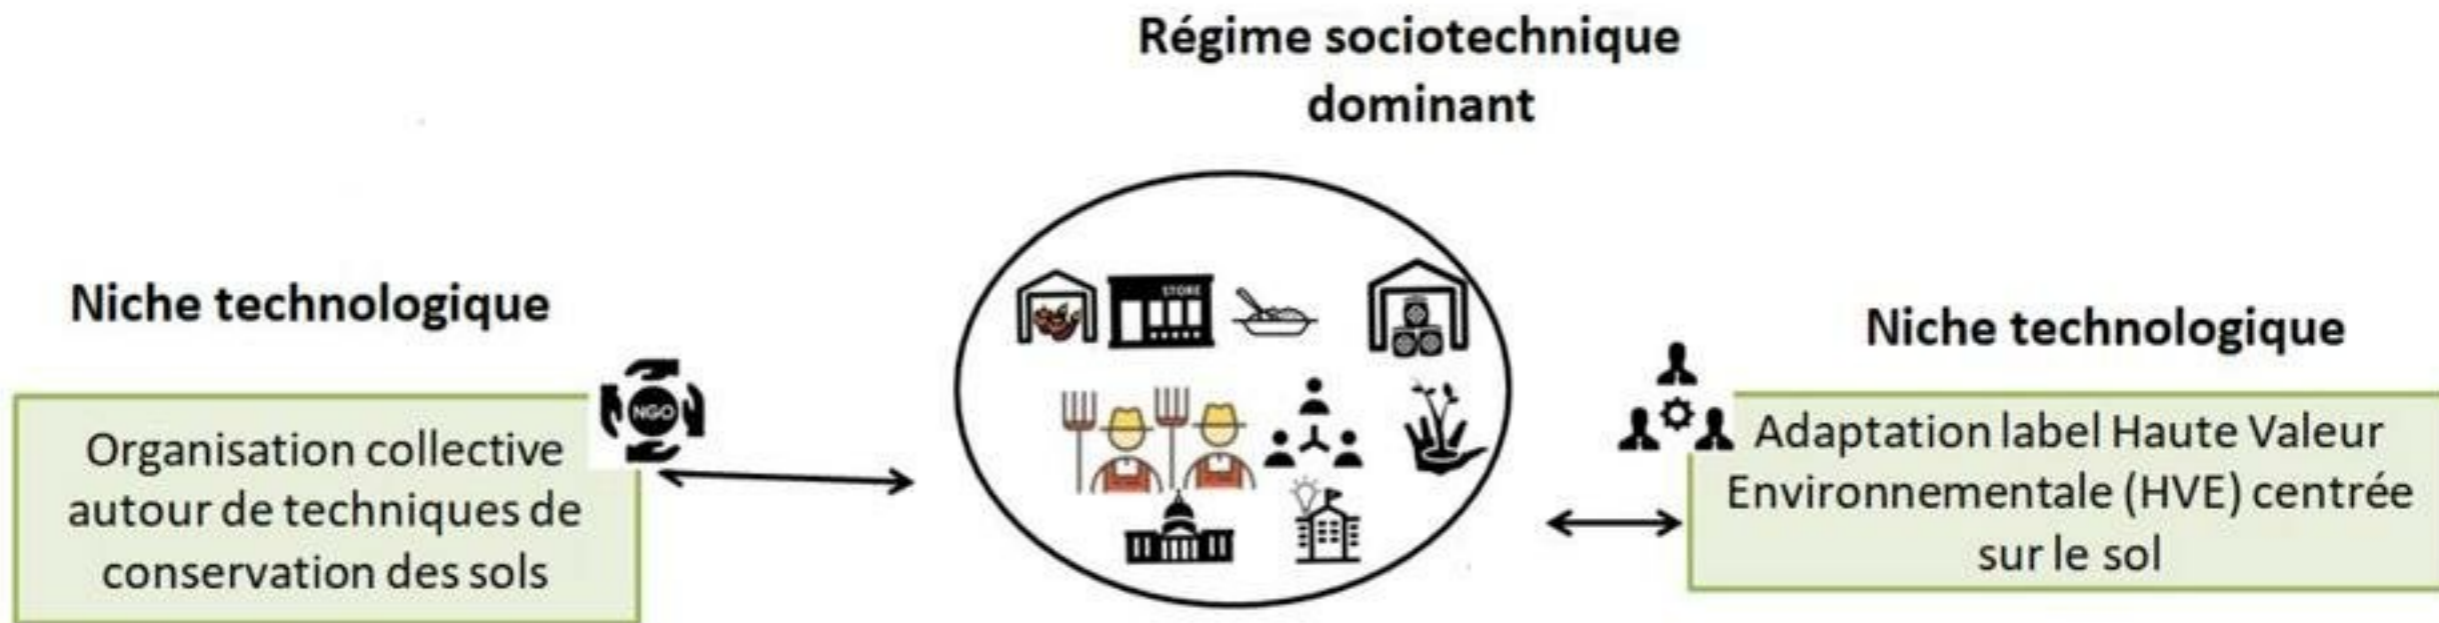 Régime sociotechnique
dominant
Niche technologique
NGO
Organisation collective
autour de techniques de
conservation des sols
STORE
Niche technologique
Adaptation label Haute Valeur
Environnementale (HVE) centrée
sur le sol